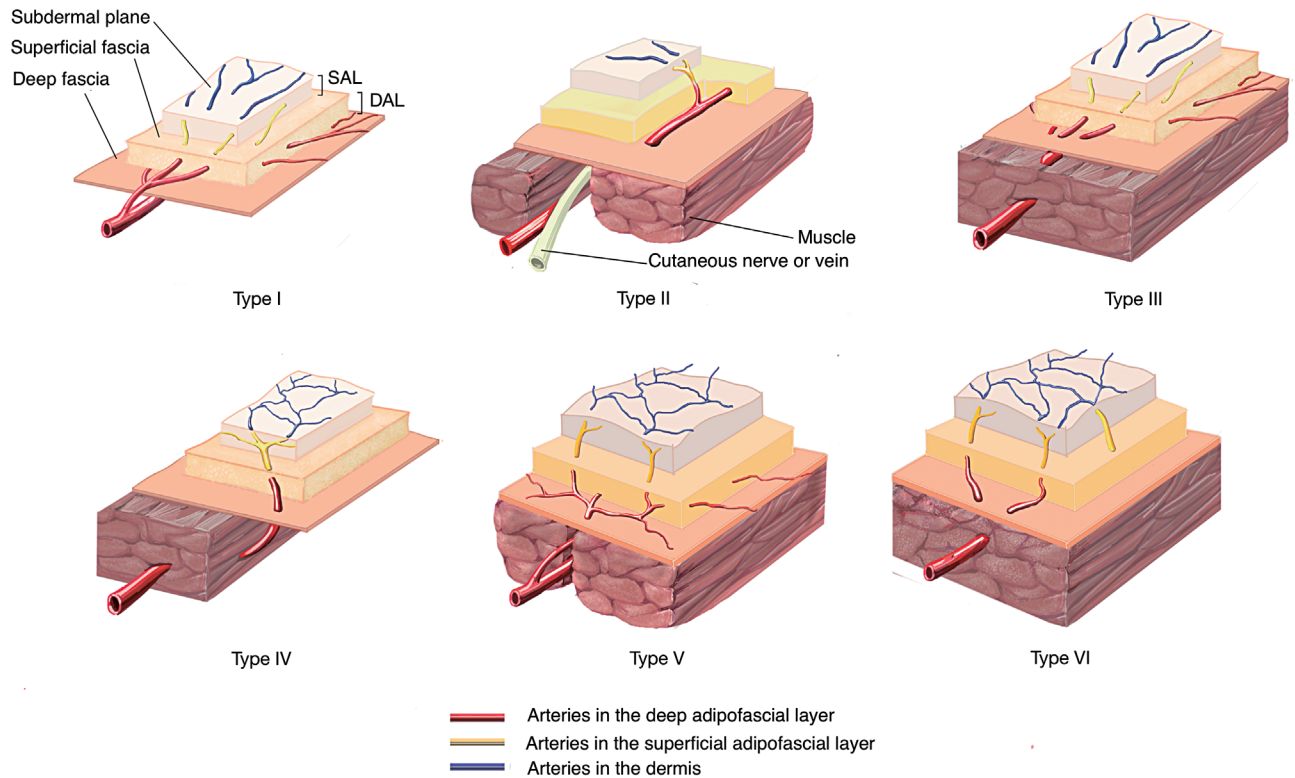 Subdermal plane
Superficial fascia
Deep fascia
SAL
DAL
Muscle
Cutaneous nerve or vein
Type I
Type II
Type III
Type IV
Type V
Type VI
Arteries in the deep adipofascial layer
Arteries in the superficial adipofascial layer
Arteries in the dermis